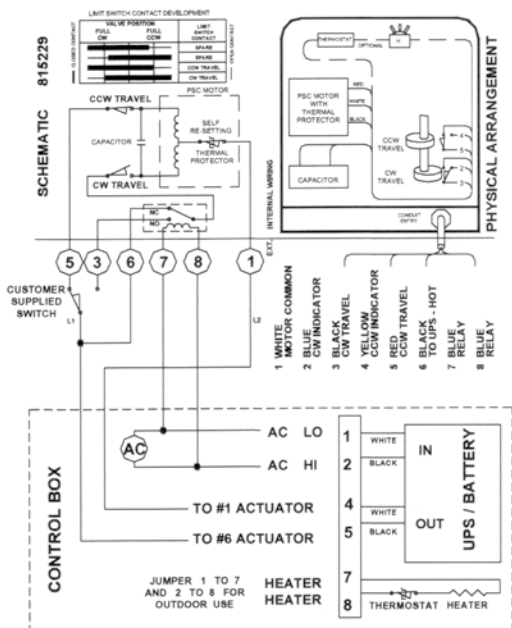 LIMIT SWITCH CONTACT DEVELOPMENT
VALVE POSITION
FULL CW
FULL CCW
LIMIT SWITCH CONTACT
SPARE
SPARE
CCW TRAVEL
CW TRAVEL
CLOSED CONTACT
OPEN CONTACT
815229
SCHEMATIC
PSC MOTOR
CCW TRAVEL
CAPACITOR
SELF
RE-SETTING
THERMAL
PROTECTOR
CW TRAVEL
NC
NO
INTERNAL WIRING
EXT.
PHYSICAL ARRANGEMENT
THERMOSTAT
OPTIONAL
H
PSC MOTOR
WITH
THERMAL
PROTECTOR
RED
WHITE
BLACK
CAPACITOR
CCW
TRAVEL
CW
TRAVEL
CONDUIT
ENTRY
5
3
6
7
8
1
CUSTOMER
SUPPLIED
SWITCH
L1
L2
1 WHITE
MOTOR COMMON
2 BLUE
CW INDICATOR
3 BLACK
CW TRAVEL
4 YELLOW
CCW INDICATOR
5 RED
CCW TRAVEL
6 BLACK
TO UPS - HOT
7 BLUE
RELAY
8 BLUE
RELAY
CONTROL BOX
AC
AC LO
AC HI
TO #1 ACTUATOR
TO #6 ACTUATOR
JUMPER 1 TO 7
AND 2 TO 8 FOR
OUTDOOR USE
HEATER
HEATER
1
2
4
5
7
8
WHITE
BLACK
WHITE
BLACK
IN
OUT
UPS / BATTERY
THERMOSTAT
HEATER